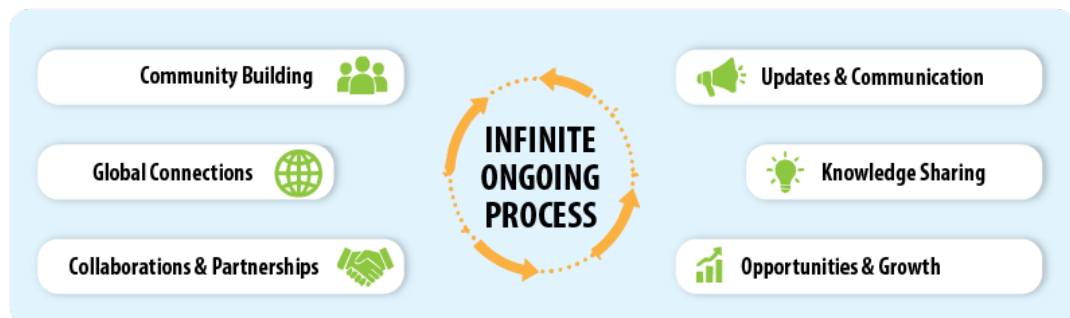 Community Building
Global Connections
Collaborations & Partnerships
INFINITE
ONGOING
PROCESS
Updates & Communication
Knowledge Sharing
Opportunities & Growth